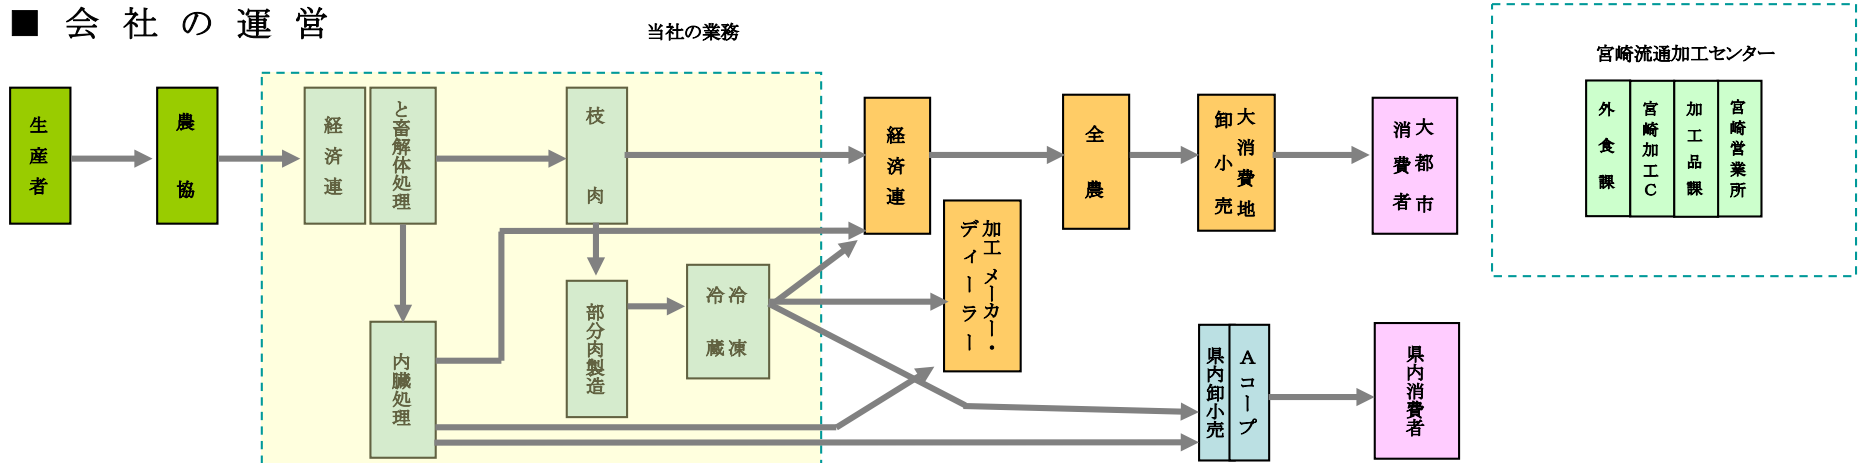 ■ 会社の運営
当社の業務
宮崎流通加工センター
生産者
農協
経済連
と畜解体処理
枝肉
経済連
全農
大消費地
卸小売
大都市
消費者
外食課
宮崎加工C
加工品課
宮崎営業所
加工メーカー・
ディーラー
冷凍
冷蔵
部分肉製造
内臓処理
県内卸小売
Aコープ
県内消費者